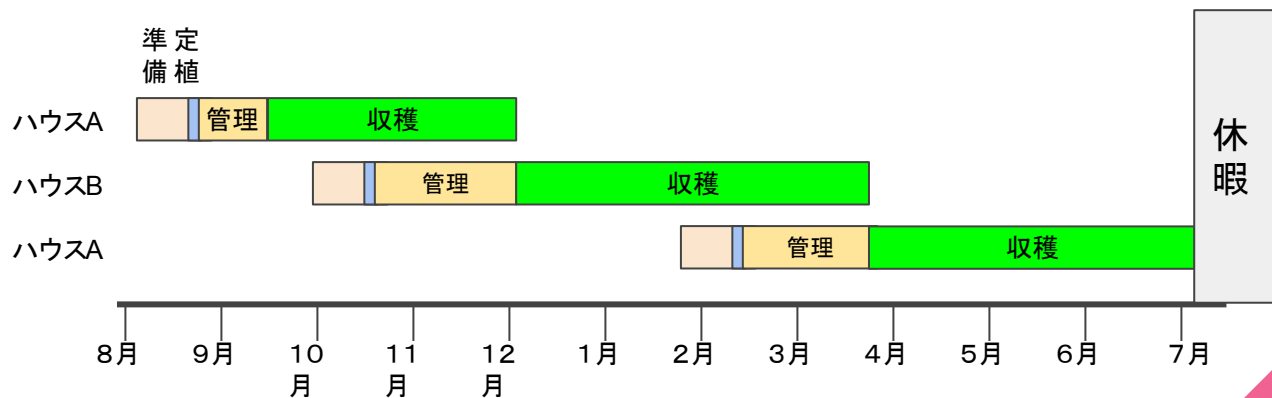 準 定
備 植
ハウスA 管理 収穫
ハウスB 管理 収穫
ハウスA 管理 収穫
休
暇
8月 9月 10 11 12 1月 2月 3月 4月 5月 6月 7月
月 月 月